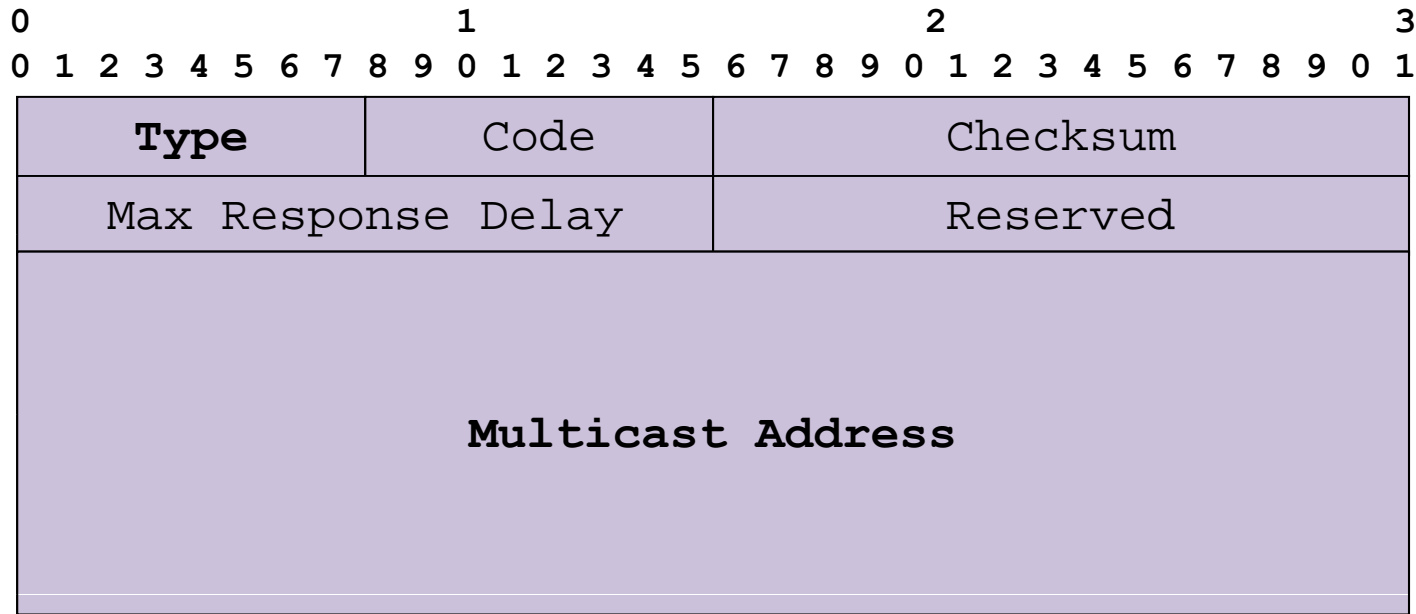 0 1 2 3
0 1 2 3 4 5 6 7 8 9 0 1 2 3 4 5 6 7 8 9 0 1 2 3 4 5 6 7 8 9 0 1
Type Code Checksum
Max Response Delay Reserved
Multicast Address